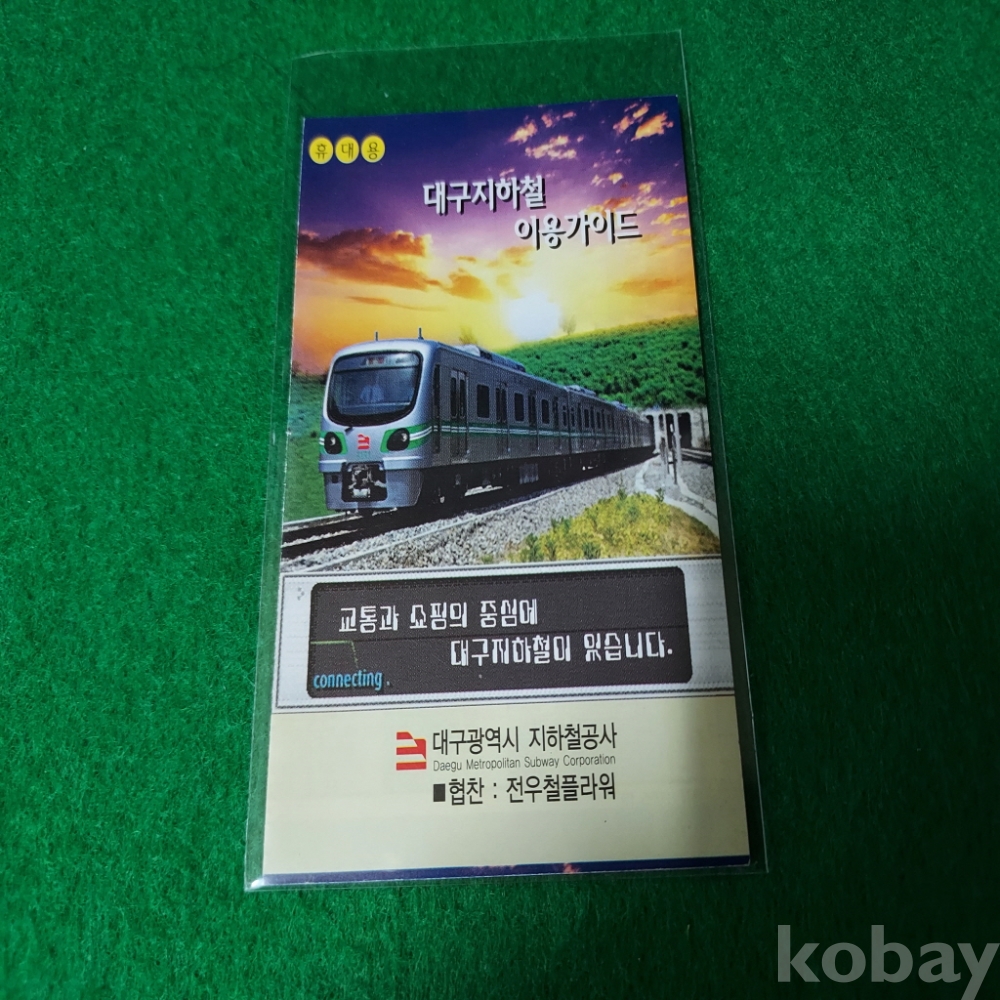 휴대용
대구지하철
이용가이드
교통과 쇼핑의 중심에
대구지하철이 있습니다.
connecting.
대구광역시 지하철공사
Daegu Metropolitan Subway Corporation
■협찬 : 전우철플라워
kobay